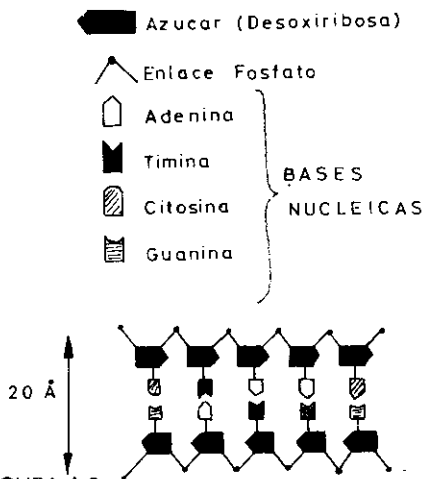 Azucar (Desoxiribosa)
Enlace Fosfato
Adenina
Timina
BASES
Citosina
NUCLEICAS
Guanina
20 Å